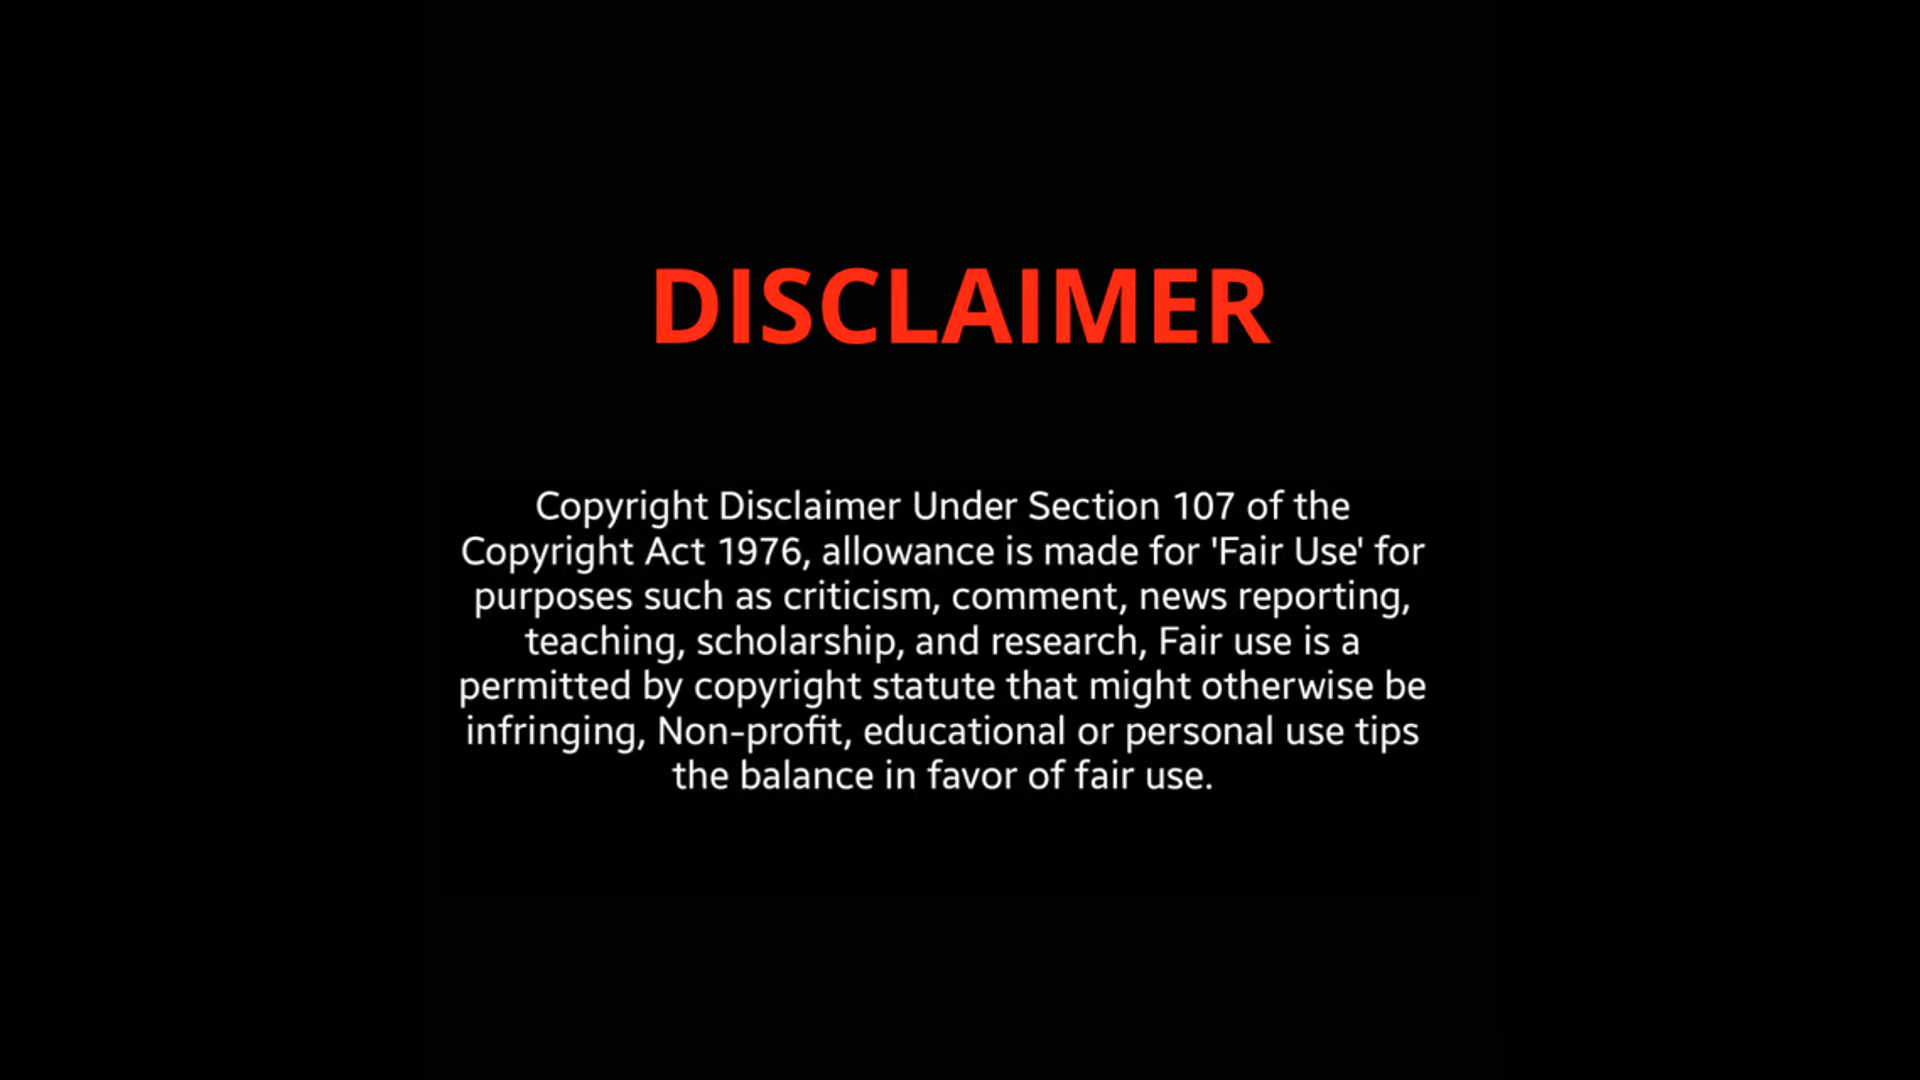 DISCLAIMER
Copyright Disclaimer Under Section 107 of the
Copyright Act 1976, allowance is made for 'Fair Use' for
purposes such as criticism, comment, news reporting,
teaching, scholarship, and research, Fair use is a
permitted by copyright statute that might otherwise be
infringing, Non-profit, educational or personal use tips
the balance in favor of fair use.